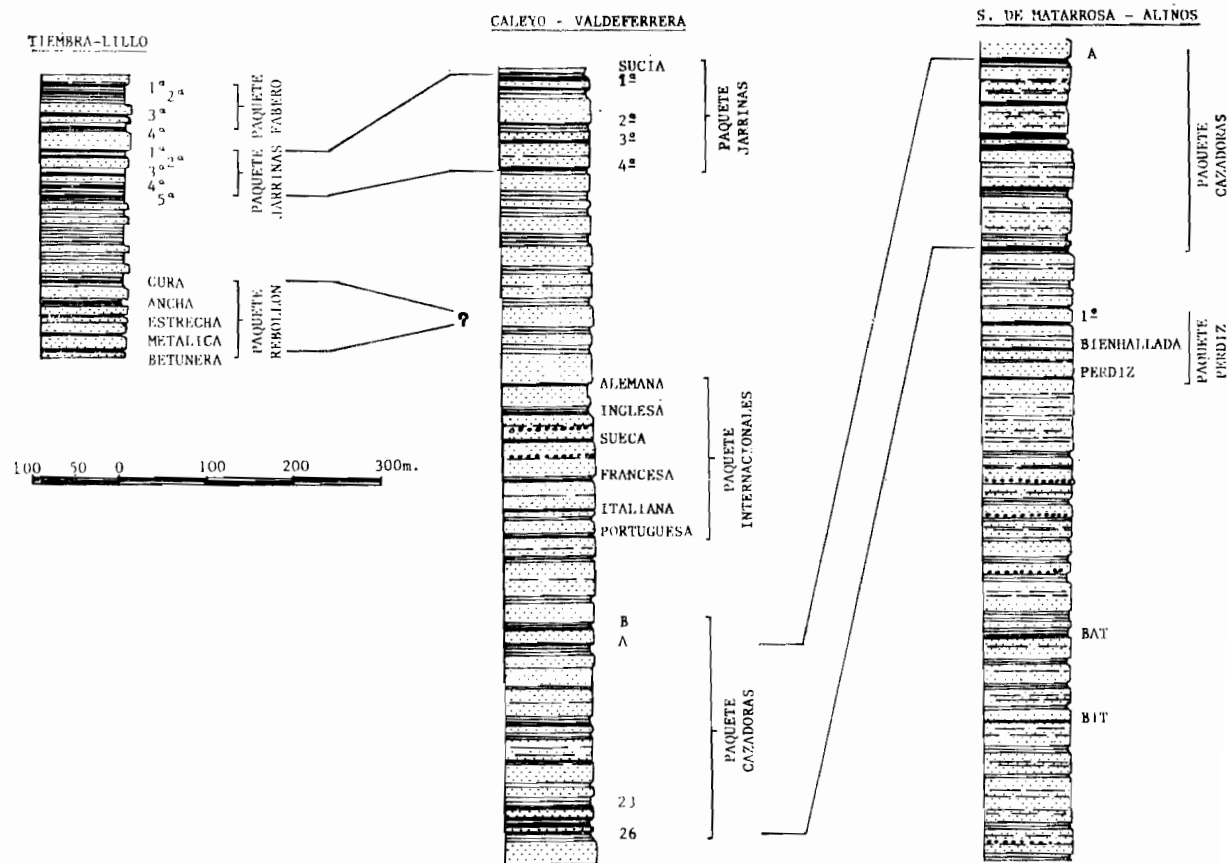 TIEMBRA-LILLO
1ª
2ª
3ª
4ª
PAQUETE
FABERO
1ª
2ª
3ª
4ª
5ª
PAQUETE
JARRINAS
CURA
ANCHA
ESTRECHA
METALICA
BETUNERA
PAQUETE
REBOLLON
?
100 50 0 100 200 300m.
CALEYO - VALDEFERRERA
SUCIA
1ª
2ª
3ª
4ª
PAQUETE
JARRINAS
ALEMANA
INGLESA
SUECA
FRANCESA
ITALIANA
PORTUGUESA
PAQUETE
INTERNACIONALES
B
A
23
26
PAQUETE
CAZADORAS
S. DE MATARROSA - ALINOS
A
PAQUETE
CAZADORAS
1ª
BIENHALLADA
PERDIZ
PAQUETE
PERDIZ
BAT
BIT